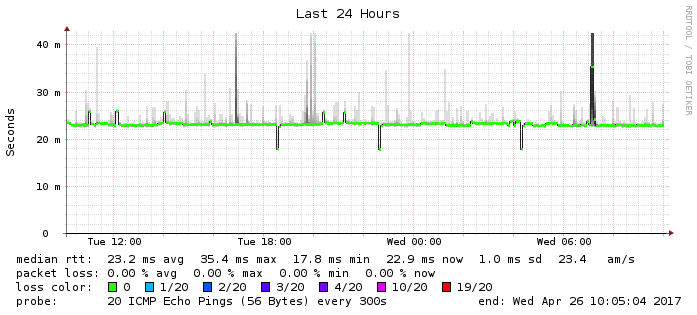 Last 24 Hours
RRDTOOL / TOBI OETIKER
Seconds
40 m
30 m
20 m
10 m
0
Tue 12:00 Tue 18:00 Wed 00:00 Wed 06:00
median rtt: 23.2 ms avg 35.4 ms max 17.8 ms min 22.9 ms now 1.0 ms sd 23.4 am/s
packet loss: 0.00 % avg 0.00 % max 0.00 % min 0.00 % now
loss color: 0 1/20 2/20 3/20 4/20 10/20 19/20
probe: 20 ICMP Echo Pings (56 Bytes) every 300s end: Wed Apr 26 10:05:04 2017